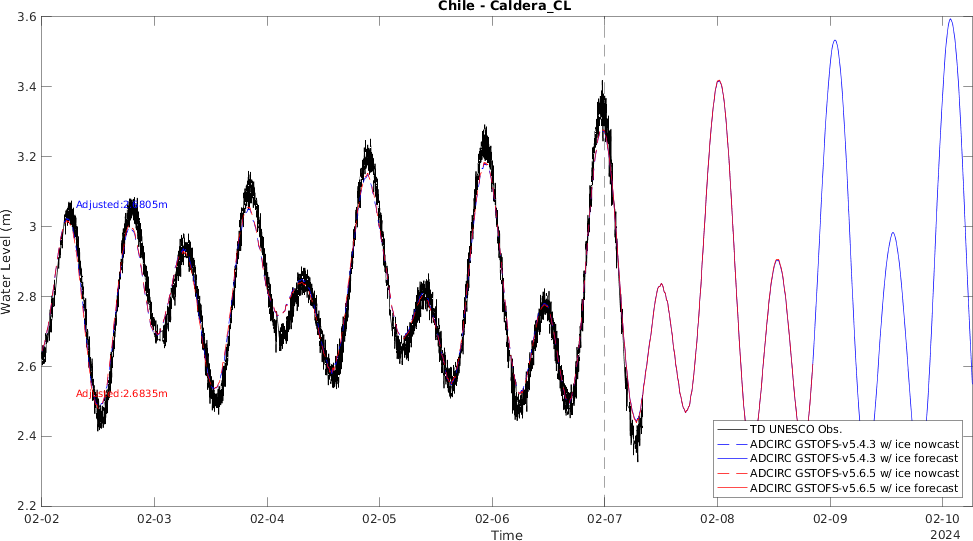 Chile - Caldera_CL
3.6
3.4
3.2
3
2.8
2.6
2.4
2.2
Water Level (m)
Adjusted:2.6805m
Adjusted:2.6835m
TD UNESCO Obs.
ADCIRC GSTOFS-v5.4.3 w/ ice nowcast
ADCIRC GSTOFS-v5.4.3 w/ ice forecast
ADCIRC GSTOFS-v5.6.5 w/ ice nowcast
ADCIRC GSTOFS-v5.6.5 w/ ice forecast
02-02 02-03 02-04 02-05 02-06 02-07 02-08 02-09 02-10
Time
2024